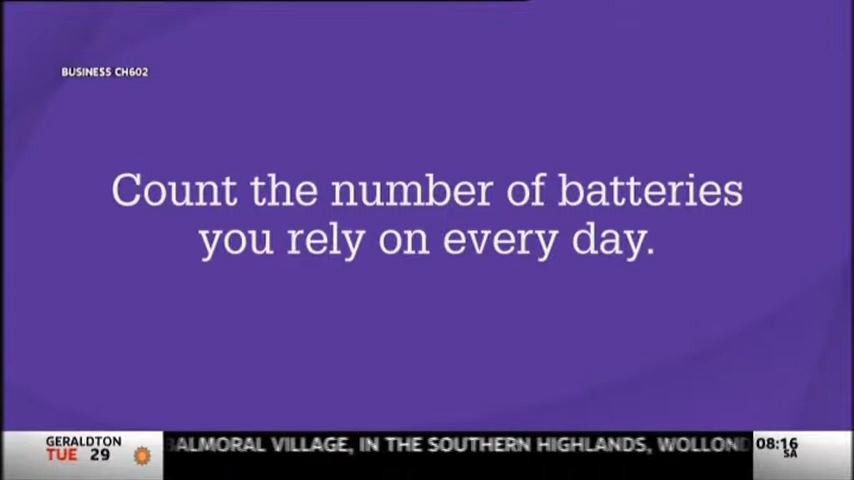 BUSINESS CH602
Count the number of batteries
you rely on every day.
GERALDTON
TUE 29
BALMORAL VILLAGE, IN THE SOUTHERN HIGHLANDS, WOLLOND
08:16
SA